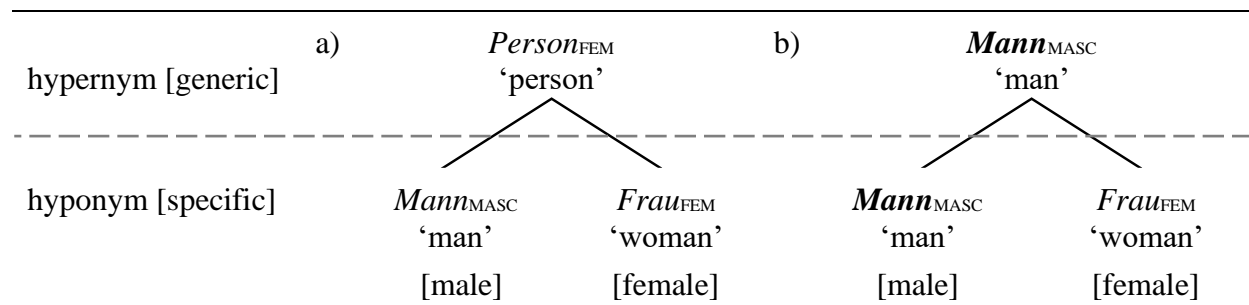 a) PersonFEM b) MannMASC
hypernym [generic] ‘person’ ‘man’
hyponym [specific] MannMASC FrauFEM MannMASC FrauFEM
‘man’ ‘woman’ ‘man’ ‘woman’
[male] [female] [male] [female]